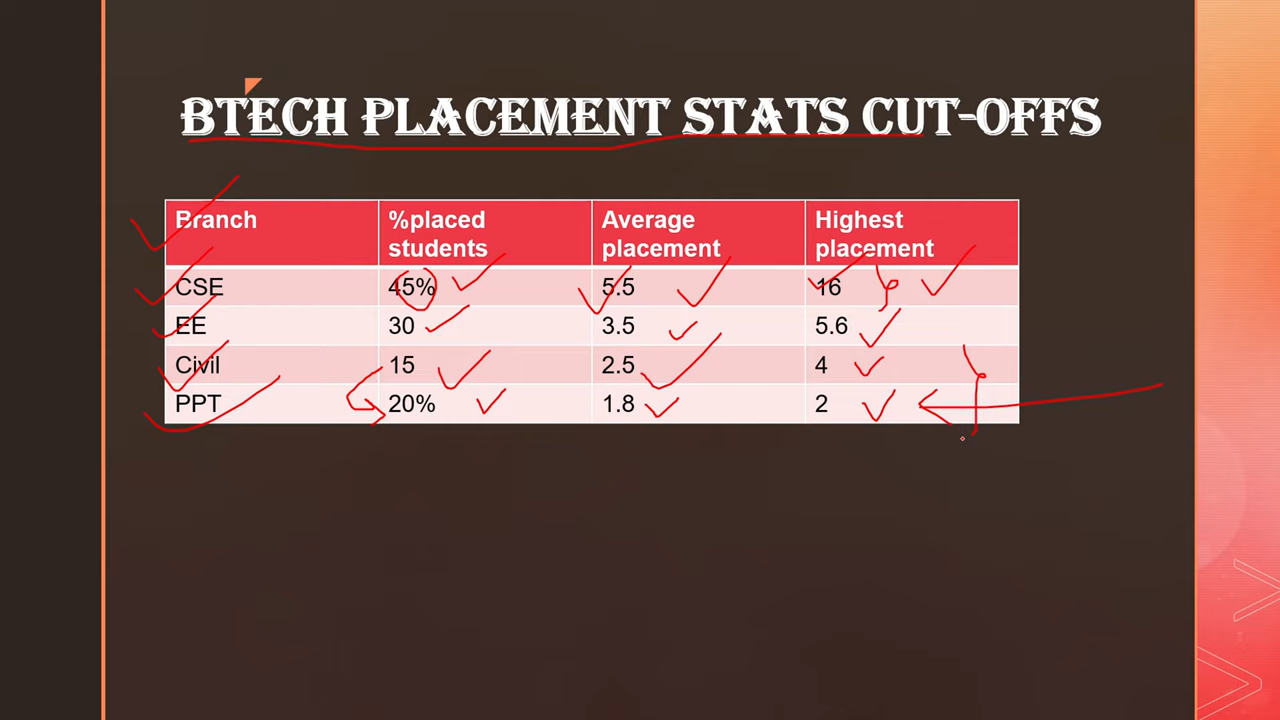 BTECH PLACEMENT STATS CUT-OFFS
Branch %placed students Average placement Highest placement
CSE 45% 5.5 16
EE 30 3.5 5.6
Civil 15 2.5 4
PPT 20% 1.8 2